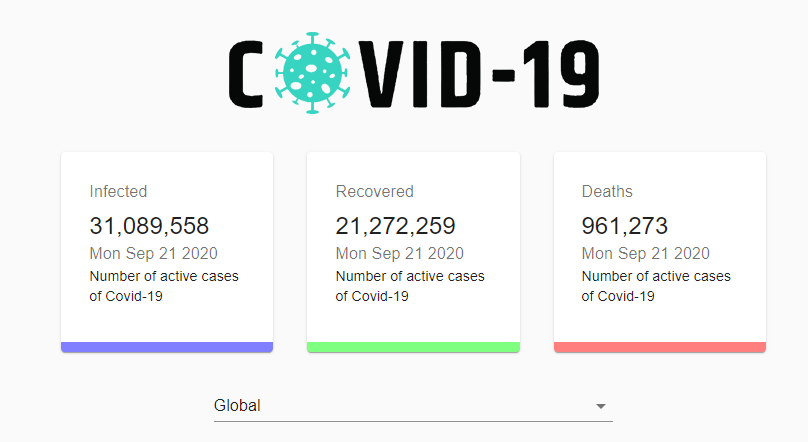 COVID-19
Infected
31,089,558
Mon Sep 21 2020
Number of active cases
of Covid-19
Recovered
21,272,259
Mon Sep 21 2020
Number of active cases
of Covid-19
Deaths
961,273
Mon Sep 21 2020
Number of active cases
of Covid-19
Global